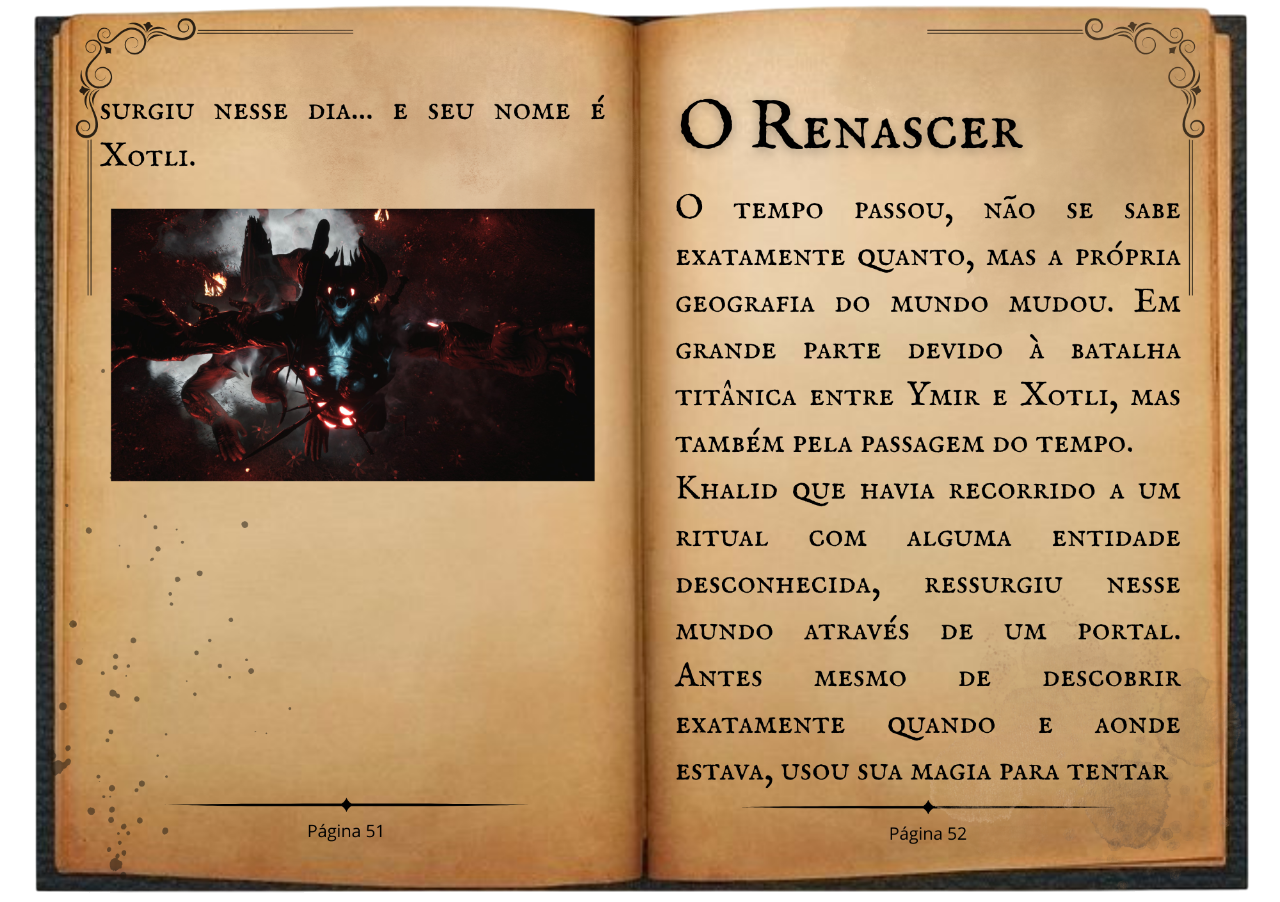 surgiu nesse dia... e seu nome é
Xotli.
Página 51
O Renascer
O tempo passou, não se sabe
exatamente quanto, mas a própria
geografia do mundo mudou. Em
grande parte devido à batalha
titânica entre Ymir e Xotli, mas
também pela passagem do tempo.
Khalid que havia recorrido a um
ritual com alguma entidade
desconhecida, ressurgiu nesse
mundo através de um portal.
Antes mesmo de descobrir
exatamente quando e aonde
estava, usou sua magia para tentar
Página 52